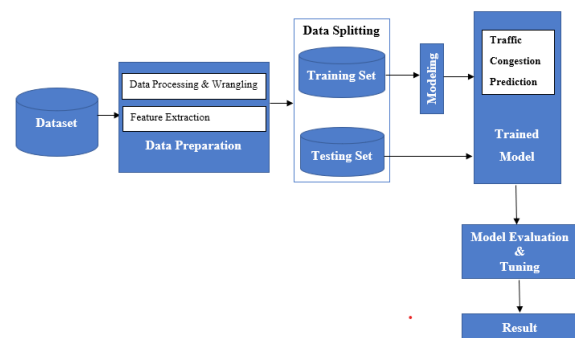 Dataset
Data Processing & Wrangling
Feature Extraction
Data Preparation
Data Splitting
Training Set
Testing Set
Modeling
Traffic
Congestion
Prediction
Trained
Model
Model Evaluation
&
Tuning
Result